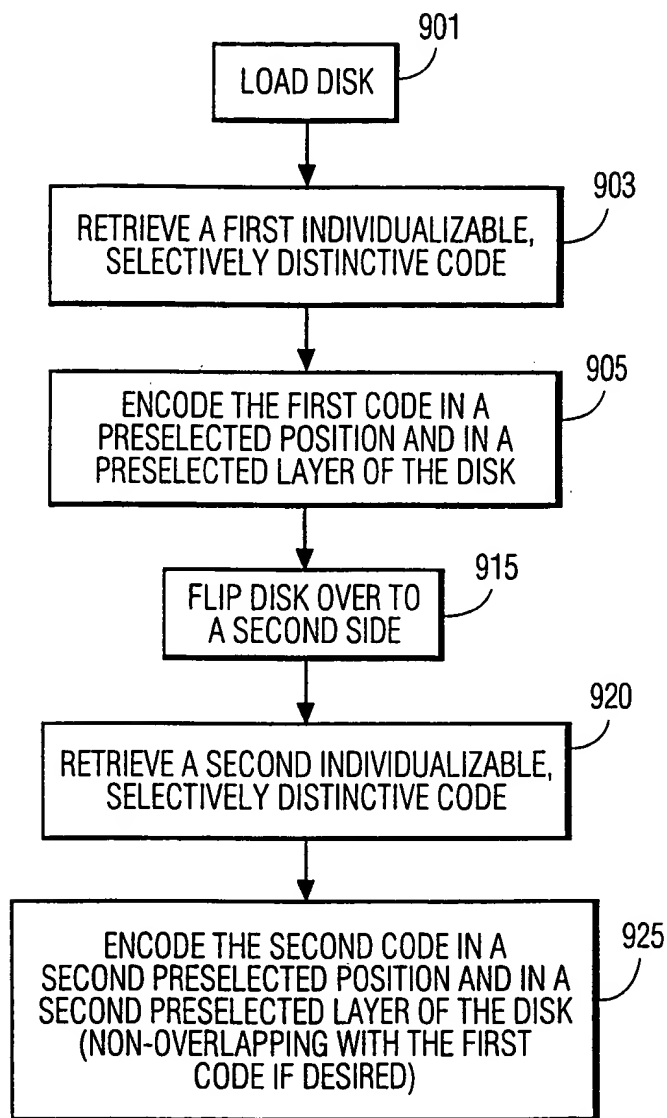 901
LOAD DISK
903
RETRIEVE A FIRST INDIVIDUALIZABLE,
SELECTIVELY DISTINCTIVE CODE
905
ENCODE THE FIRST CODE IN A
PRESELECTED POSITION AND IN A
PRESELECTED LAYER OF THE DISK
915
FLIP DISK OVER TO
A SECOND SIDE
920
RETRIEVE A SECOND INDIVIDUALIZABLE,
SELECTIVELY DISTINCTIVE CODE
925
ENCODE THE SECOND CODE IN A
SECOND PRESELECTED POSITION AND IN A
SECOND PRESELECTED LAYER OF THE DISK
(NON-OVERLAPPING WITH THE FIRST
CODE IF DESIRED)